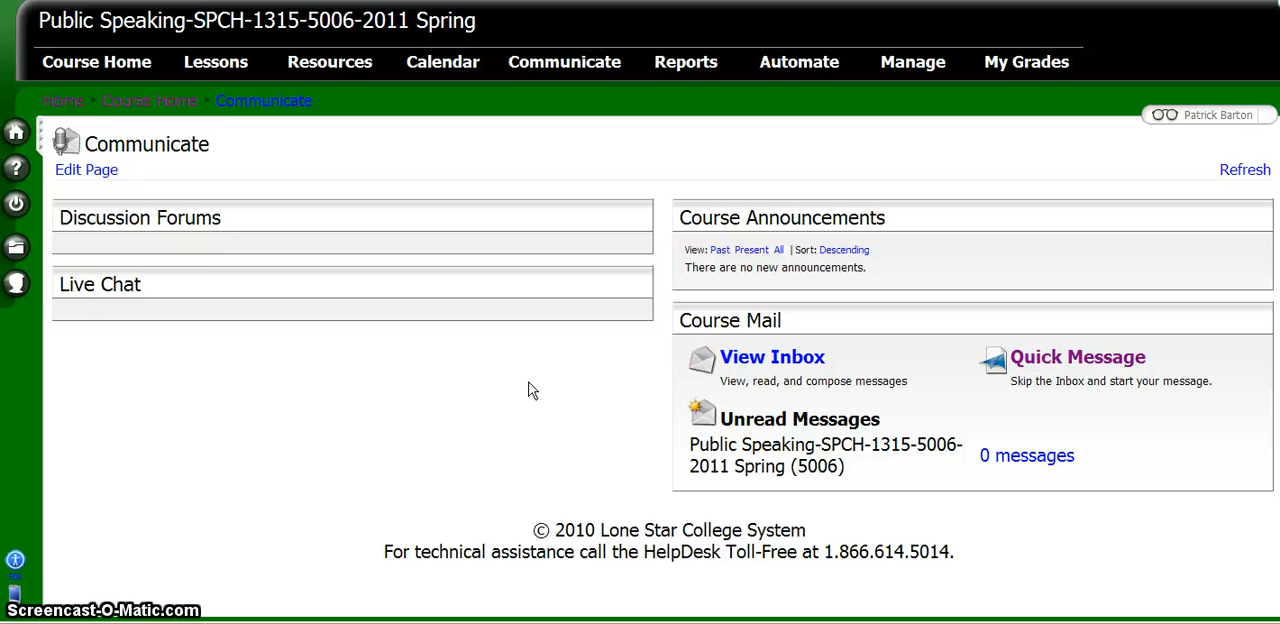 Public Speaking-SPCH-1315-5006-2011 Spring
Course Home Lessons Resources Calendar Communicate Reports Automate Manage My Grades
Home Course Home Communicate
Patrick Barton
Communicate
Edit Page
Refresh
Discussion Forums
Live Chat
Course Announcements
View: Past Present All | Sort: Descending
There are no new announcements.
Course Mail
View Inbox
View, read, and compose messages
Quick Message
Skip the Inbox and start your message.
Unread Messages
Public Speaking-SPCH-1315-5006-
2011 Spring (5006)
0 messages
© 2010 Lone Star College System
For technical assistance call the HelpDesk Toll-Free at 1.866.614.5014.
Screencast-O-Matic.com